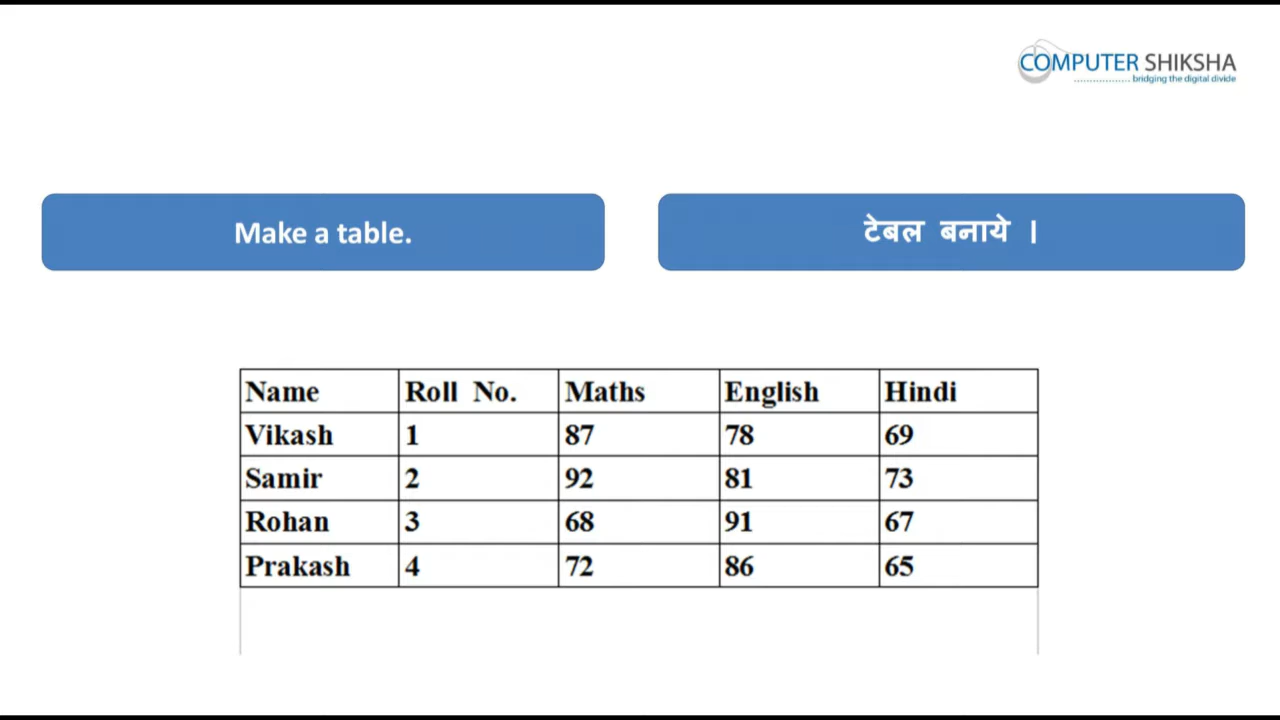 COMPUTER SHIKSHA
bridging the digital divide
Make a table.
टेबल बनाये ।
Name Roll No. Maths English Hindi
Vikash 1 87 78 69
Samir 2 92 81 73
Rohan 3 68 91 67
Prakash 4 72 86 65